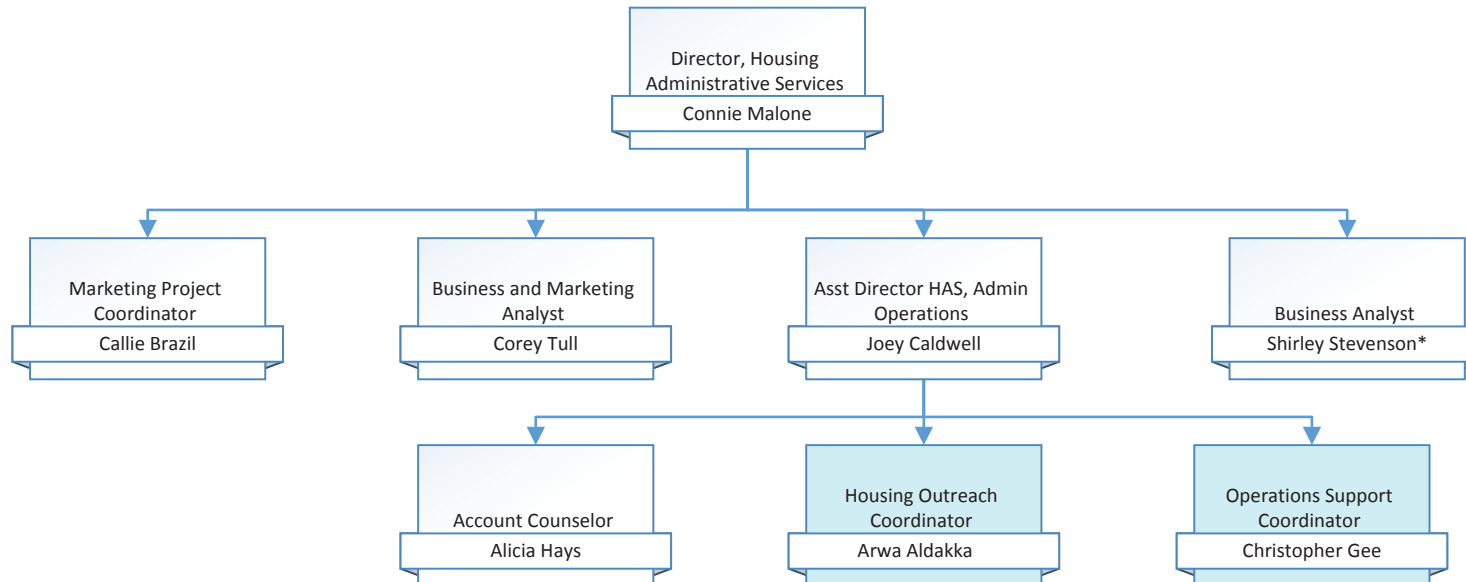 Director, Housing
Administrative Services
Connie Malone
Marketing Project
Coordinator
Callie Brazil
Business and Marketing
Analyst
Corey Tull
Asst Director HAS, Admin
Operations
Joey Caldwell
Business Analyst
Shirley Stevenson*
Account Counselor
Alicia Hays
Housing Outreach
Coordinator
Arwa Aldakka
Operations Support
Coordinator
Christopher Gee